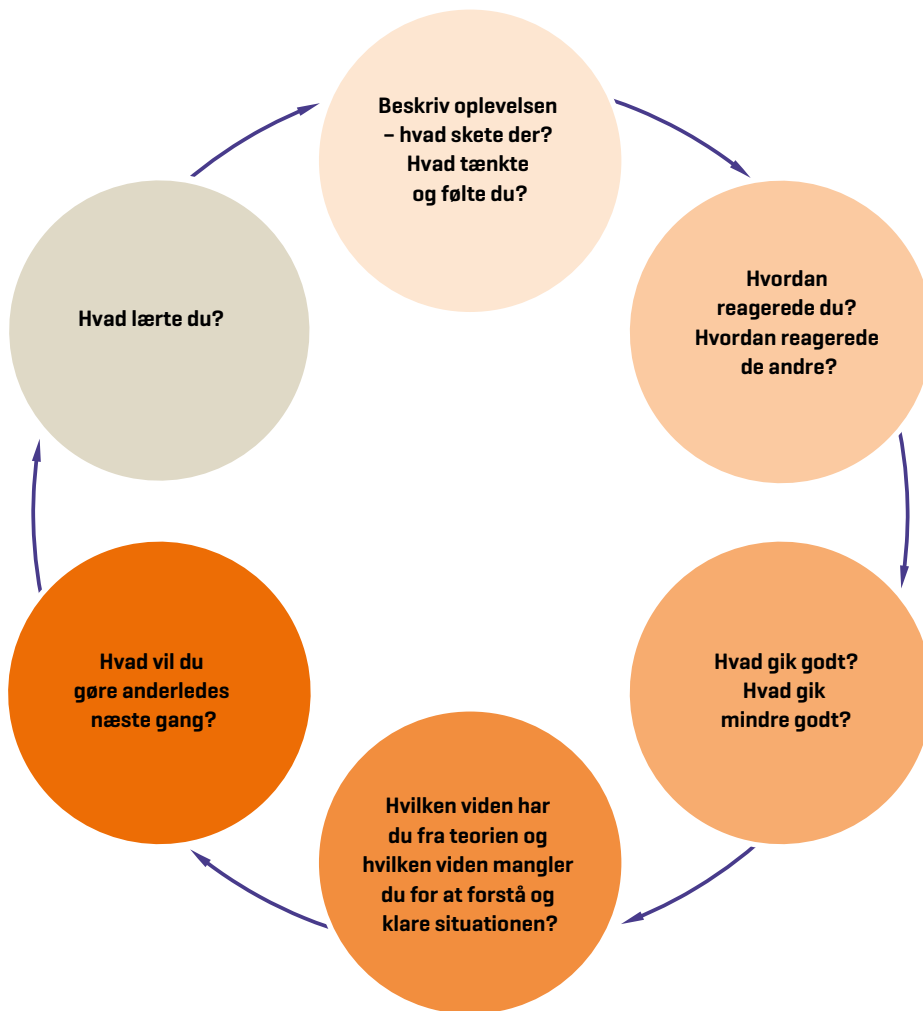 Beskriv oplevelsen
– hvad skete der?
Hvad tænkte
og følte du?
Hvordan
reagerede du?
Hvordan reagerede
de andre?
Hvad gik godt?
Hvad gik
mindre godt?
Hvilken viden har
du fra teorien og
hvilken viden mangler
du for at forstå og
klare situationen?
Hvad vil du
gøre anderledes
næste gang?
Hvad lærte du?